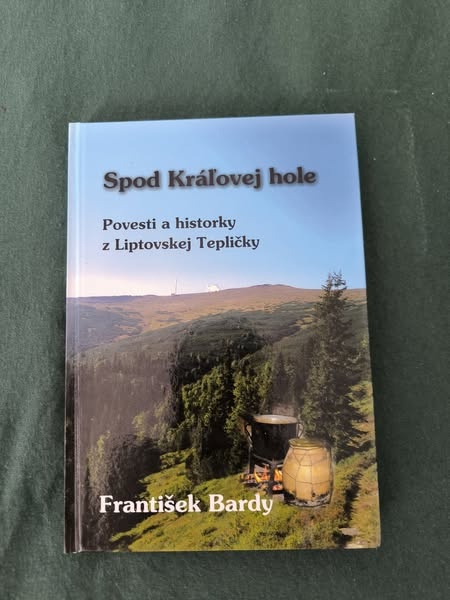 Spod Kráľovej hole
Povesti a historky
z Liptovskej Tepličky
František Bardy